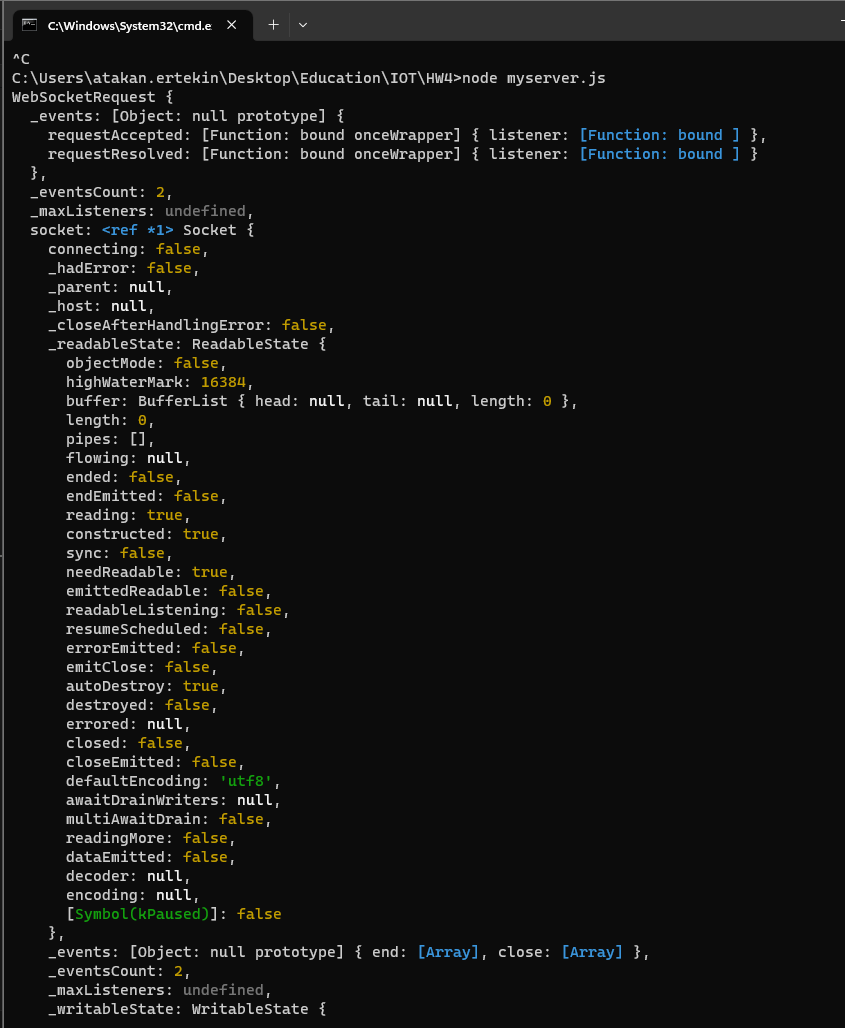 C:\Windows\System32\cmd.e
^C
C:\Users\atakan.ertekin\Desktop\Education\IOT\HW4>node myserver.js
WebSocketRequest {
  _events: [Object: null prototype] {
    requestAccepted: [Function: bound onceWrapper] { listener: [Function: bound ] },
    requestResolved: [Function: bound onceWrapper] { listener: [Function: bound ] }
  },
  _eventsCount: 2,
  _maxListeners: undefined,
  socket: <ref *1> Socket {
    connecting: false,
    _hadError: false,
    _parent: null,
    _host: null,
    _closeAfterHandlingError: false,
    _readableState: ReadableState {
      objectMode: false,
      highWaterMark: 16384,
      buffer: BufferList { head: null, tail: null, length: 0 },
      length: 0,
      pipes: [],
      flowing: null,
      ended: false,
      endEmitted: false,
      reading: true,
      constructed: true,
      sync: false,
      needReadable: true,
      emittedReadable: false,
      readableListening: false,
      resumeScheduled: false,
      errorEmitted: false,
      emitClose: false,
      autoDestroy: true,
      destroyed: false,
      errored: null,
      closed: false,
      closeEmitted: false,
      defaultEncoding: 'utf8',
      awaitDrainWriters: null,
      multiAwaitDrain: false,
      readingMore: false,
      dataEmitted: false,
      decoder: null,
      encoding: null,
      [Symbol(kPaused)]: false
    },
    _events: [Object: null prototype] { end: [Array], close: [Array] },
    _eventsCount: 2,
    _maxListeners: undefined,
    _writableState: WritableState {